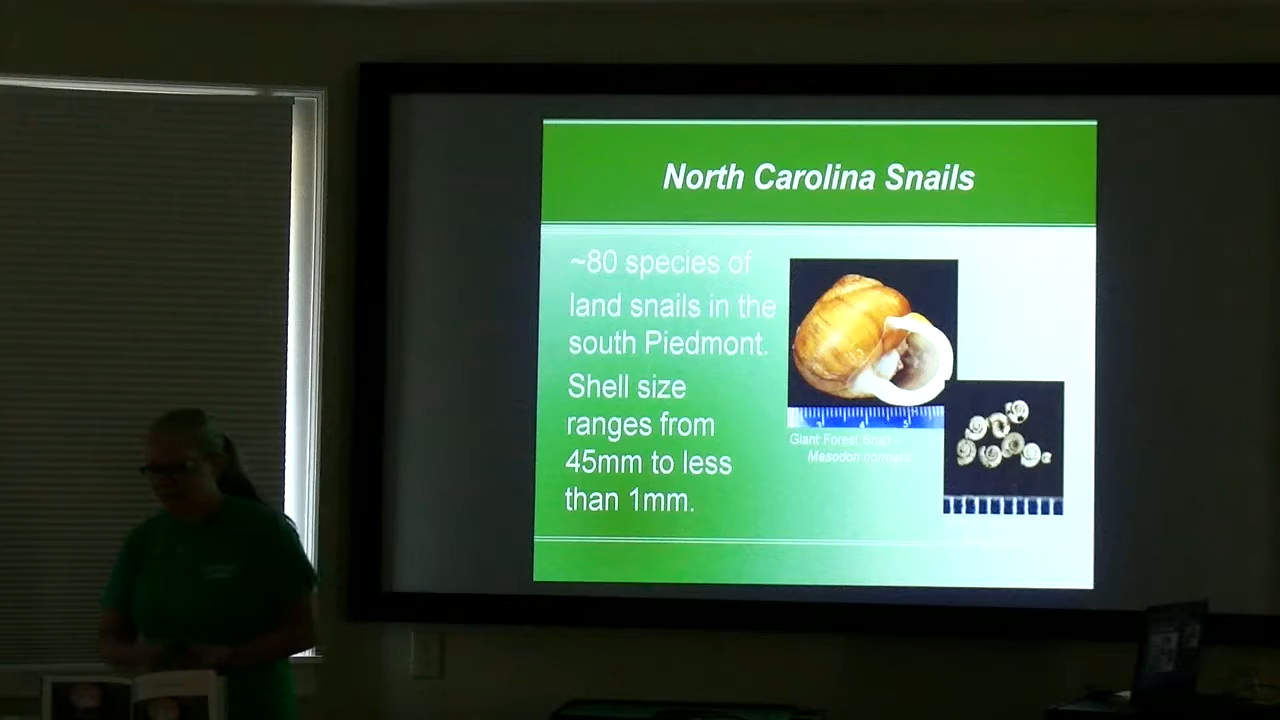 North Carolina Snails
~80 species of
land snails in the
south Piedmont.
Shell size
ranges from
45mm to less
than 1mm.
Giant Forest Snail
Mesodon